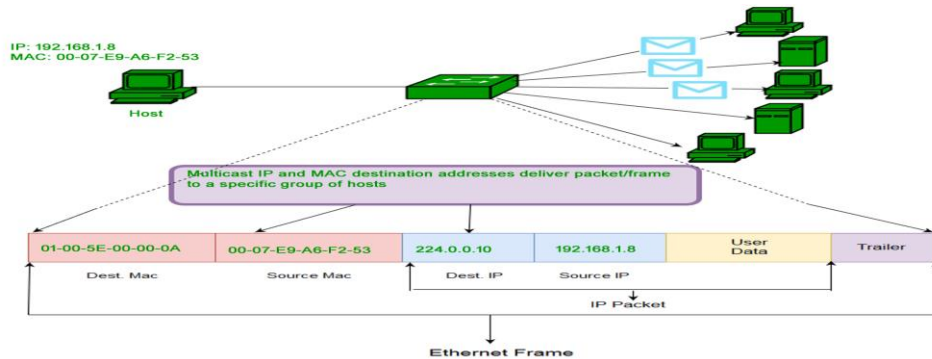 IP: 192.168.1.8
MAC: 00-07-E9-A6-F2-53
Host
Multicast IP and MAC destination addresses deliver packet/frame
to a specific group of hosts
01-00-5E-00-00-0A
00-07-E9-A6-F2-53
224.0.0.10
192.168.1.8
User
Data
Trailer
Dest. Mac
Source Mac
Dest. IP
Source IP
IP Packet
Ethernet Frame